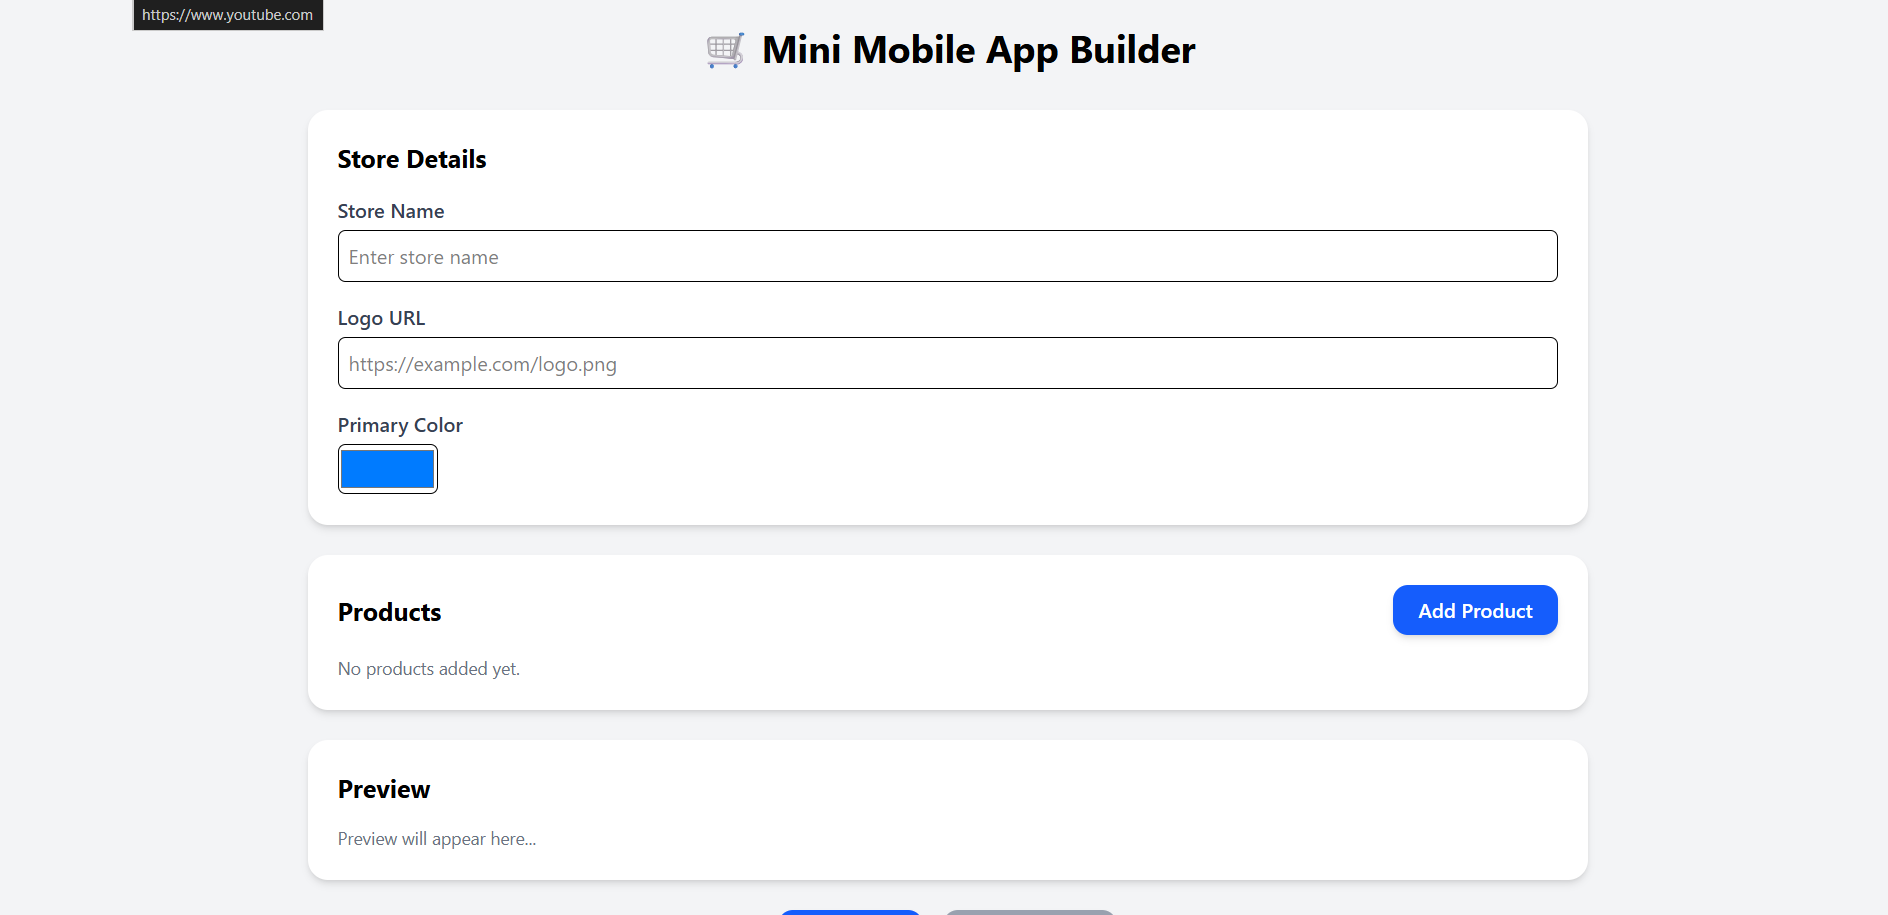 https://www.youtube.com
Mini Mobile App Builder
Store Details
Store Name
Enter store name
Logo URL
https://example.com/logo.png
Primary Color
Products
Add Product
No products added yet.
Preview
Preview will appear here...